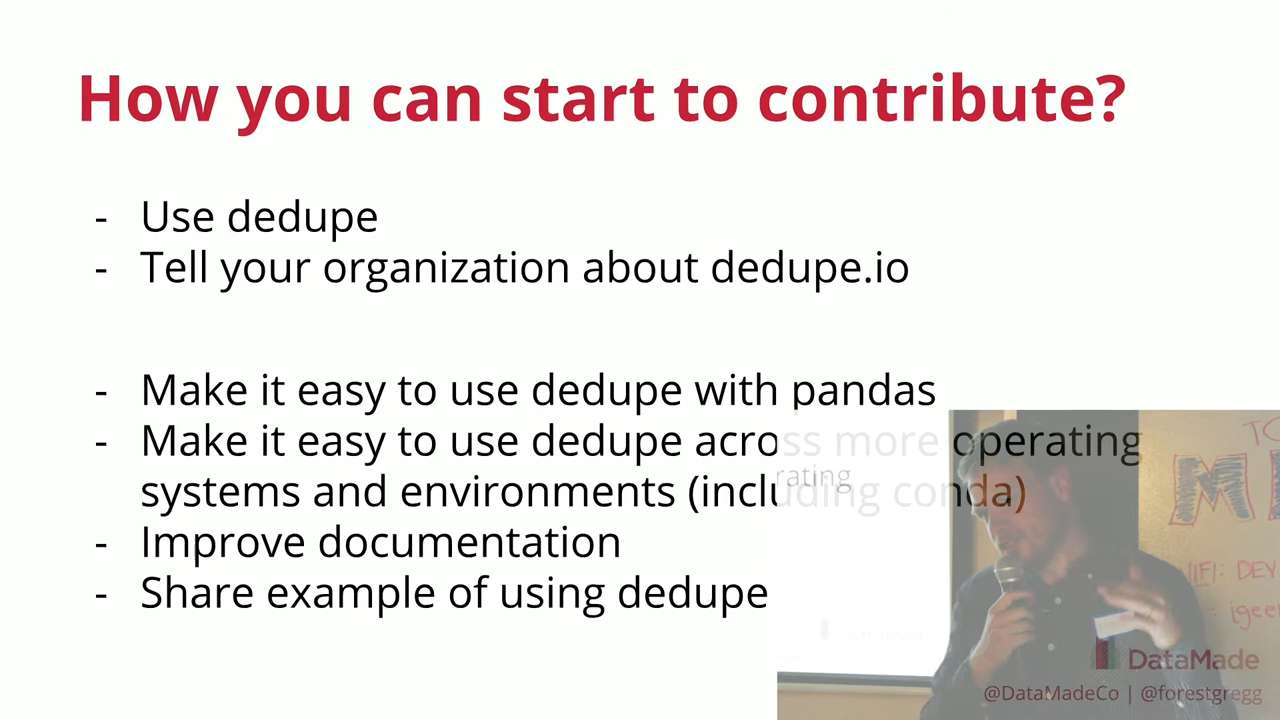 How you can start to contribute?
- Use dedupe
- Tell your organization about dedupe.io
- Make it easy to use dedupe with pandas
- Make it easy to use dedupe across more operating
systems and environments (including conda)
- Improve documentation
- Share example of using dedupe
rating
DEV
DataMade
@DataMadeCo | @forestgregg